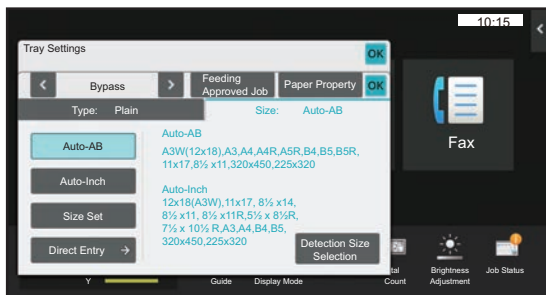 10:15
Tray Settings
OK
Bypass
Feeding
Approved Job
Paper Property
OK
Type: Plain
Size: Auto-AB
Auto-AB
Auto-Inch
Size Set
Direct Entry
Auto-AB
A3W(12x18),A3,A4,A4R,A5R,B4,B5,B5R,
11x17,8½ x11,320x450,225x320
Auto-Inch
12x18(A3W),11x17, 8½ x14,
8½ x11, 8½ x11R,5½ x 8½R,
7½ x 10½ R,A3,A4,B4,B5,
320x450,225x320
Detection Size
Selection
Fax
Y
Guide
Display Mode
Count
Brightness
Adjustment
Job Status